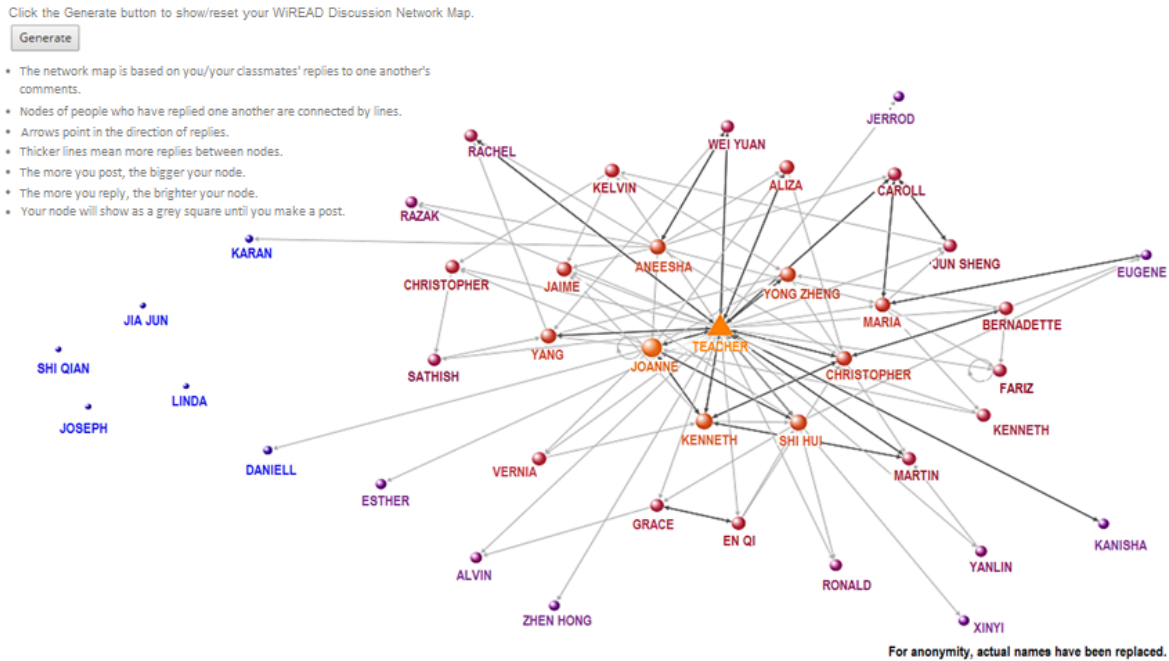 Click the Generate button to show/reset your WiREAD Discussion Network Map.
Generate
• The network map is based on you/your classmates' replies to one another's
comments.
• Nodes of people who have replied one another are connected by lines.
• Arrows point in the direction of replies.
• Thicker lines mean more replies between nodes.
• The more you post, the bigger your node.
• The more you reply, the brighter your node.
• Your node will show as a grey square until you make a post.
JERROD
WEI YUAN
RACHEL
KELVIN
ALIZA
CAROLL
RAZAK
KARAN
ANEESHA
JUN SHENG
EUGENE
CHRISTOPHER
JAIME
YONG ZHENG
MARIA
BERNADETTE
JIA JUN
YANG
TEACHER
SHI QIAN
SATHISH
JOANNE
CHRISTOPHER
FARIZ
LINDA
JOSEPH
KENNETH
KENNETH
SHI HUI
DANIELL
VERNIA
MARTIN
ESTHER
GRACE
EN QI
KANISHA
ALVIN
RONALD
YANLIN
ZHEN HONG
XINYI
For anonymity, actual names have been replaced.